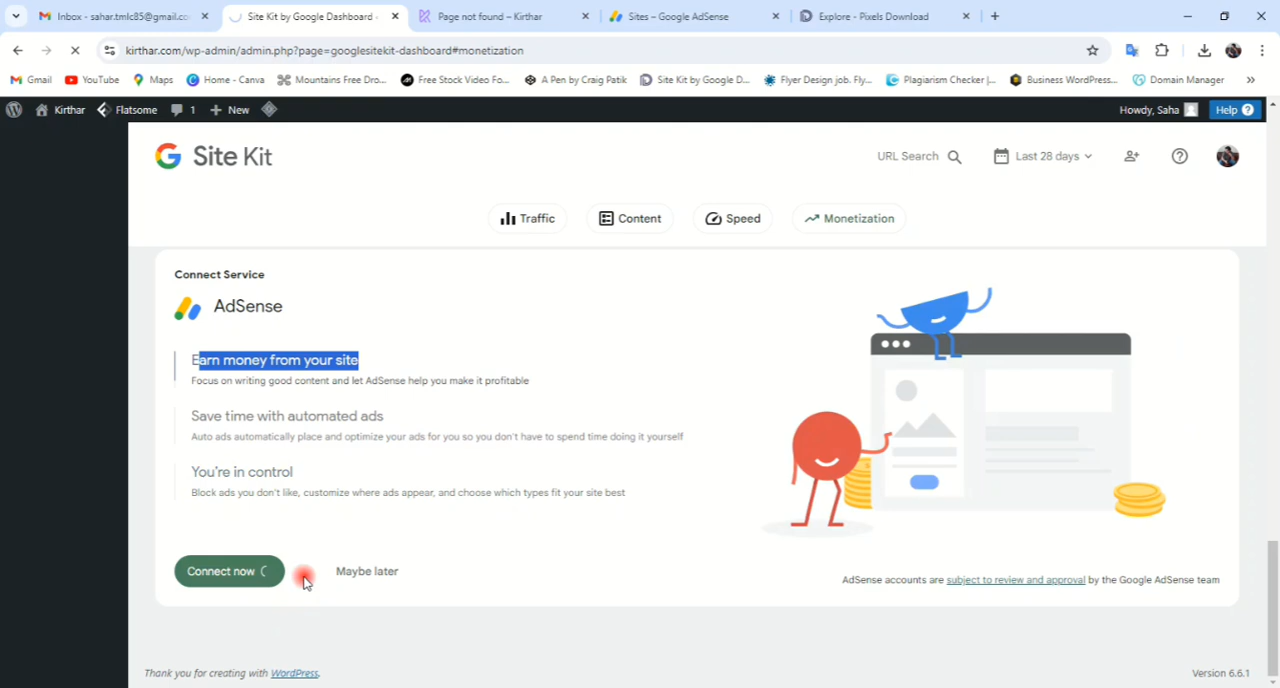 Inbox - sahar.tmlc85@gmail.co
Site Kit by Google Dashboard -
Page not found – Kirthar
Sites – Google AdSense
Explore - Pixels Download
kirthar.com/wp-admin/admin.php?page=googlesitekit-dashboard#monetization
Gmail
YouTube
Maps
Home - Canva
Mountains Free Dro...
Free Stock Video Fo...
A Pen by Craig Patik
Site Kit by Google D...
Flyer Design job. Fly...
Plagiarism Checker |...
Business WordPress...
Domain Manager
Kirthar
Flatsome
1
New
Howdy, Saha
Help
Site Kit
URL Search
Last 28 days
Traffic
Content
Speed
Monetization
Connect Service
AdSense
Earn money from your site
Focus on writing good content and let AdSense help you make it profitable
Save time with automated ads
Auto ads automatically place and optimize your ads for you so you don't have to spend time doing it yourself
You're in control
Block ads you don't like, customize where ads appear, and choose which types fit your site best
Connect now
Maybe later
AdSense accounts are subject to review and approval by the Google AdSense team
Thank you for creating with WordPress.
Version 6.6.1